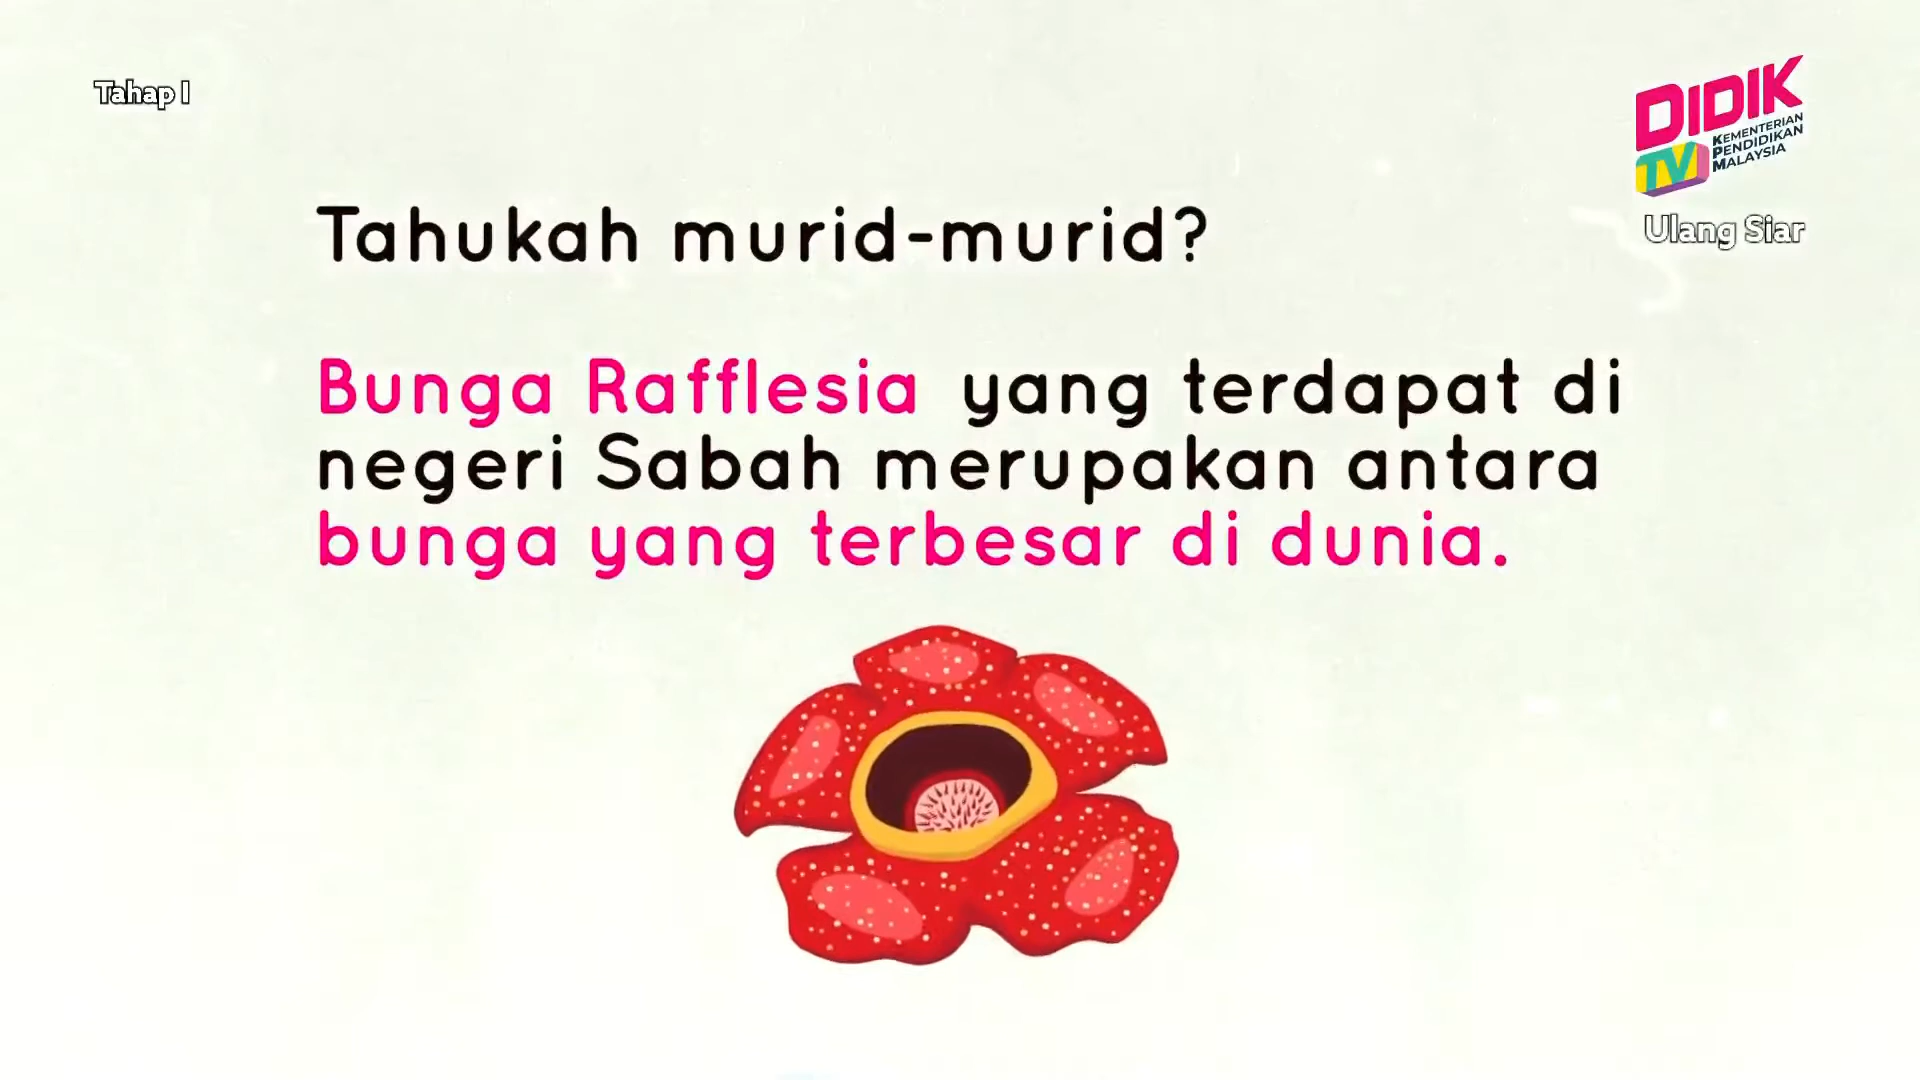 Tahap I
DIDIK
TV
KEMENTERIAN
PENDIDIKAN
MALAYSIA
Ulang Siar
Tahukah murid-murid?
Bunga Rafflesia yang terdapat di
negeri Sabah merupakan antara
bunga yang terbesar di dunia.